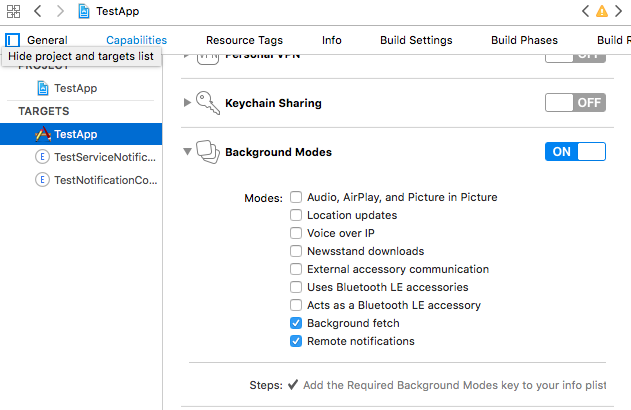 TestApp
General Capabilities Resource Tags Info Build Settings Build Phases Build R
Hide project and targets list
PROJECT
TestApp
TARGETS
TestApp
E TestServiceNotific...
E TestNotificationCo...
VPN Personal VPN OFF
Keychain Sharing OFF
Background Modes ON
Modes: Audio, AirPlay, and Picture in Picture
Location updates
Voice over IP
Newsstand downloads
External accessory communication
Uses Bluetooth LE accessories
Acts as a Bluetooth LE accessory
Background fetch
Remote notifications
Steps: ✔ Add the Required Background Modes key to your info plist